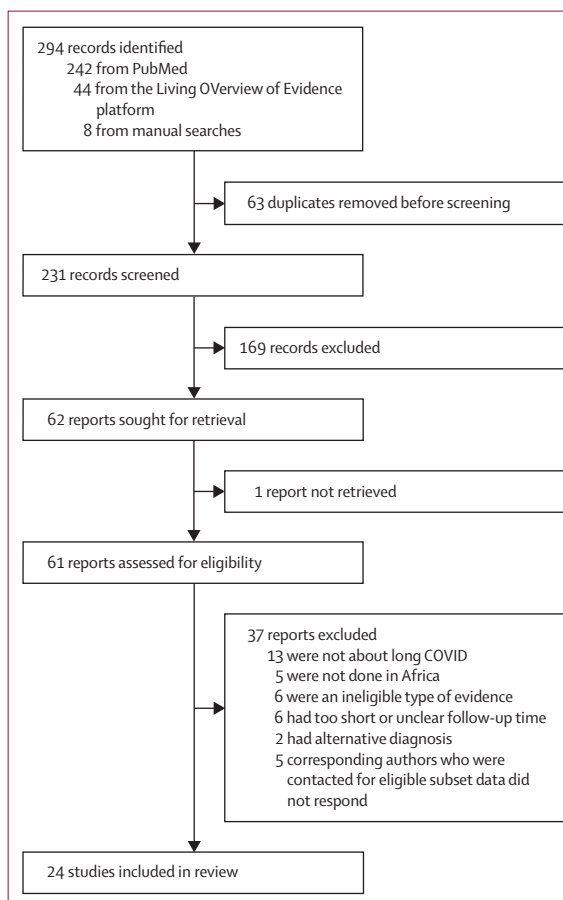 294 records identified
242 from PubMed
44 from the Living OVerview of Evidence
platform
8 from manual searches
63 duplicates removed before screening
231 records screened
169 records excluded
62 reports sought for retrieval
1 report not retrieved
61 reports assessed for eligibility
37 reports excluded
13 were not about long COVID
5 were not done in Africa
6 were an ineligible type of evidence
6 had too short or unclear follow-up time
2 had alternative diagnosis
5 corresponding authors who were
contacted for eligible subset data did
not respond
24 studies included in review